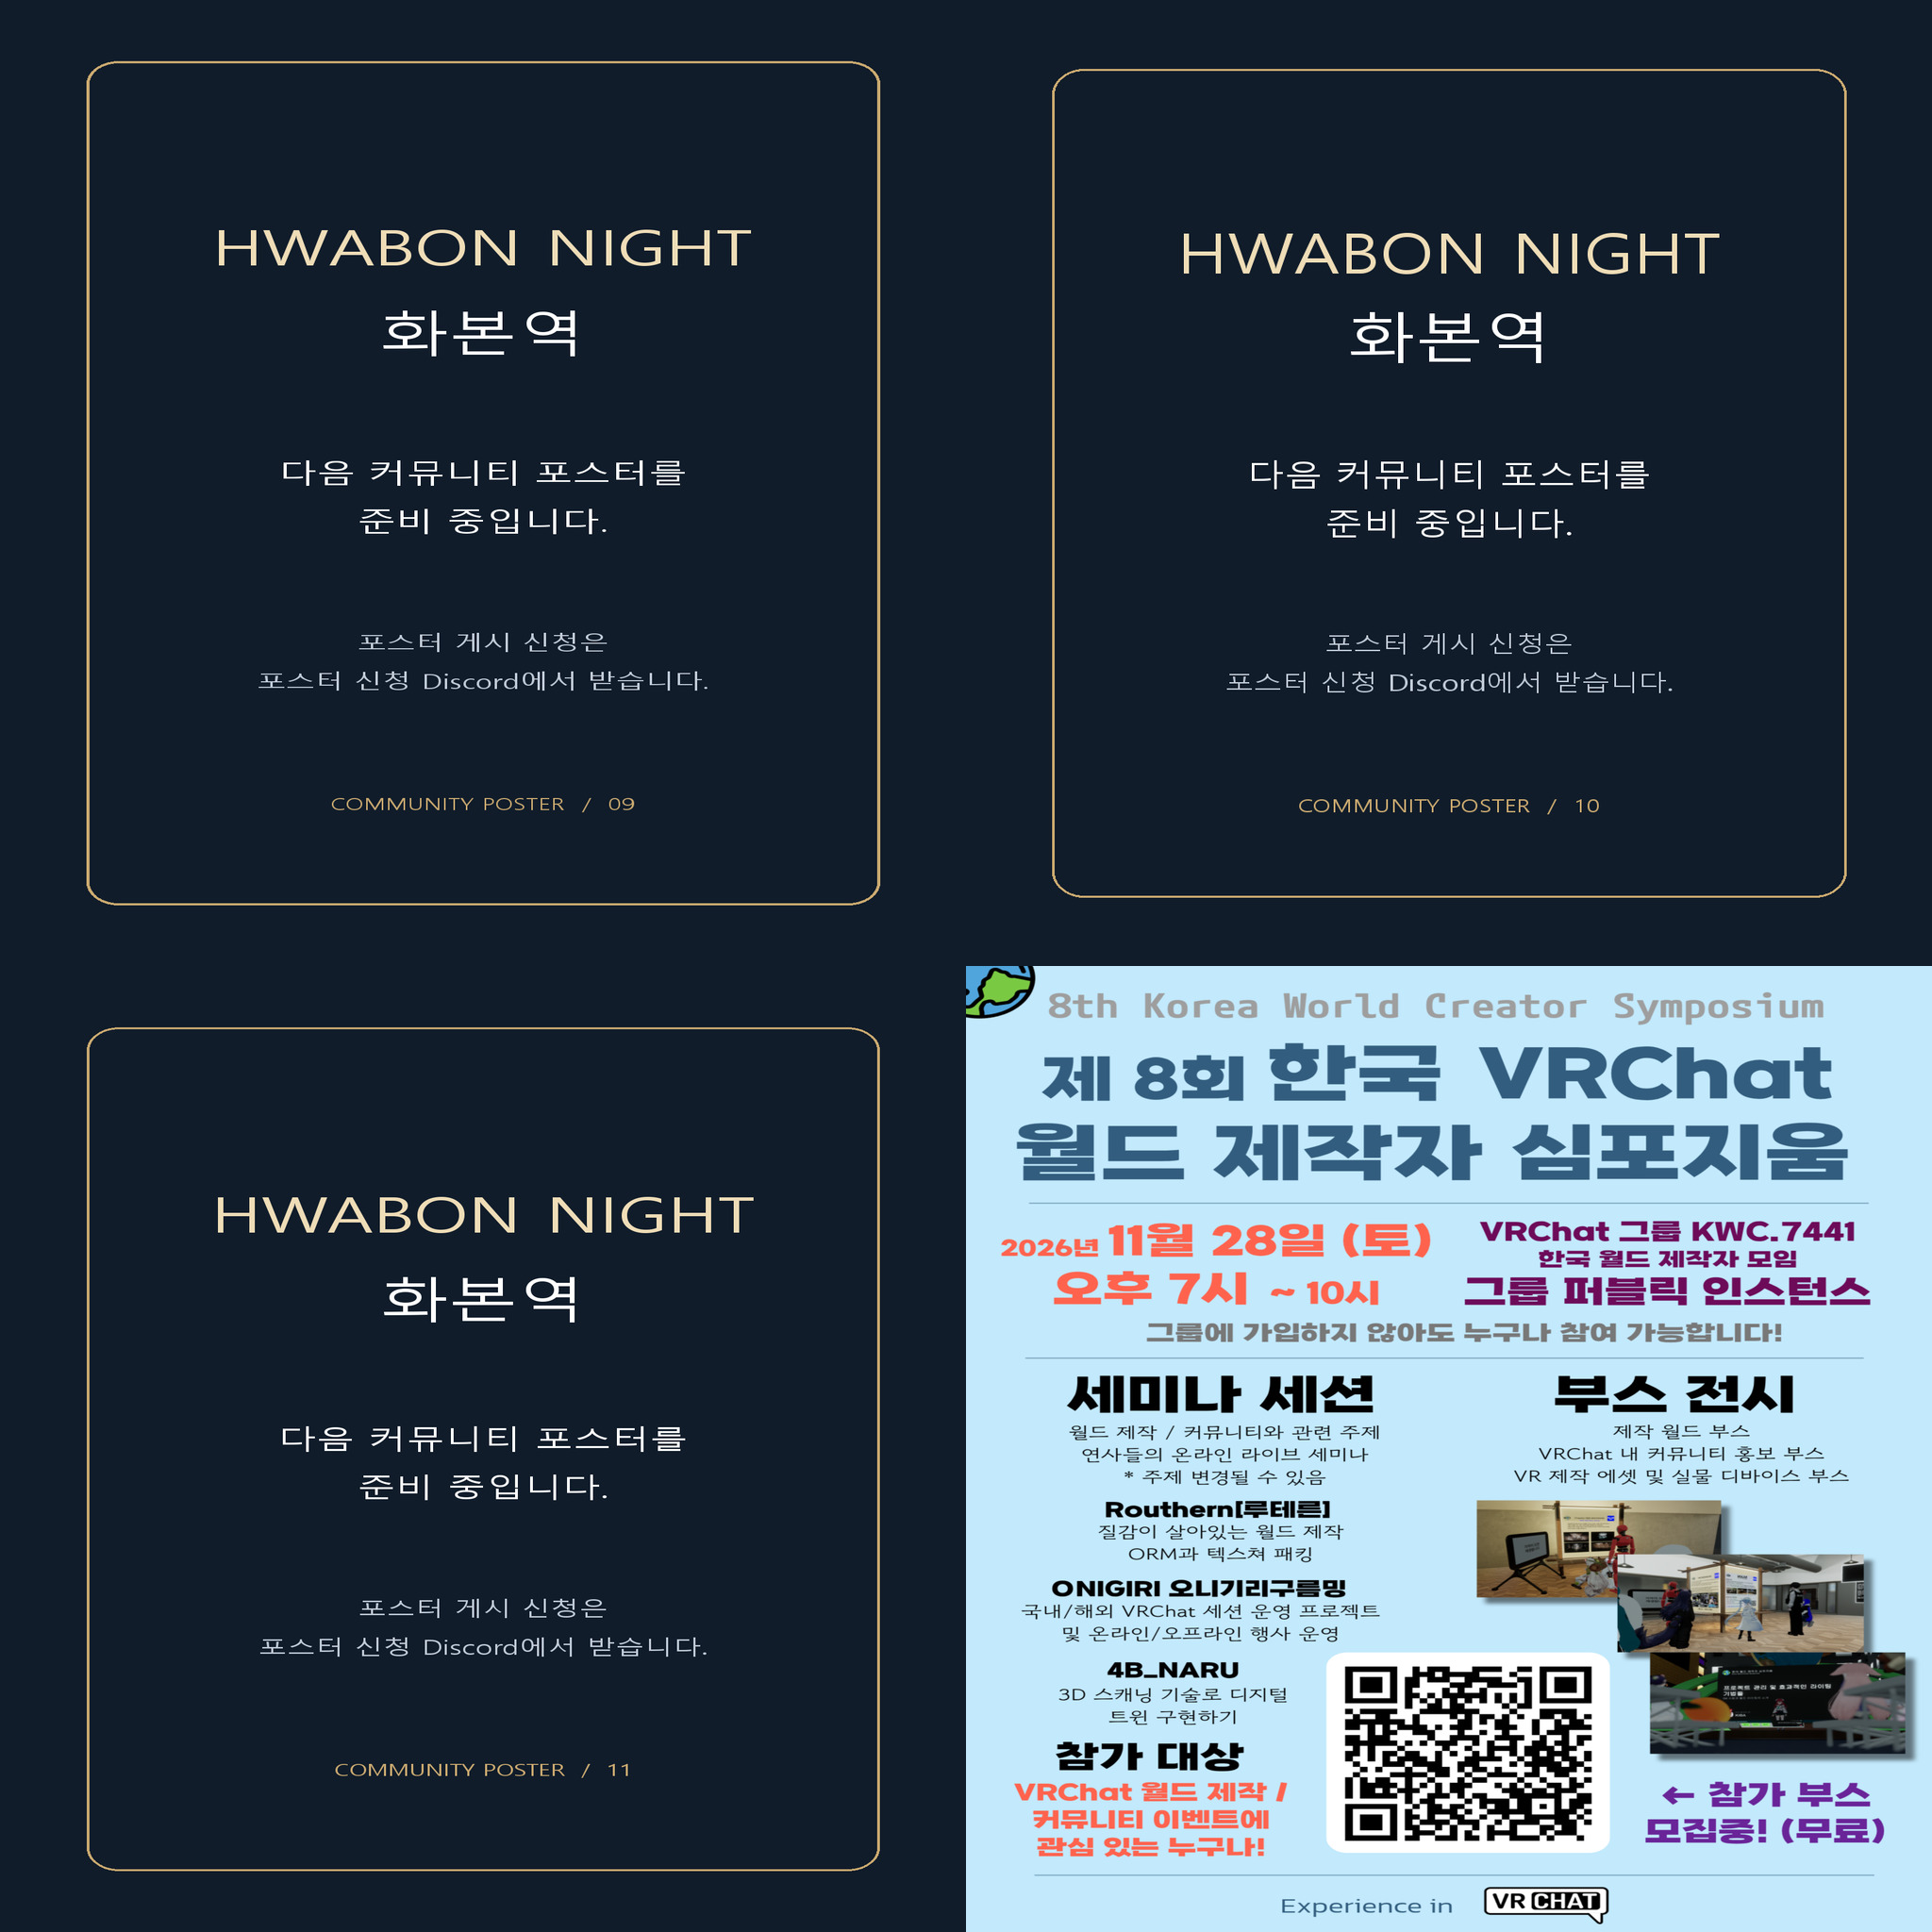 HWABON NIGHT
화본역
다음 커뮤니티 포스터를
준비 중입니다.
포스터 게시 신청은
포스터 신청 Discord에서 받습니다.
COMMUNITY POSTER / 09
HWABON NIGHT
화본역
다음 커뮤니티 포스터를
준비 중입니다.
포스터 게시 신청은
포스터 신청 Discord에서 받습니다.
COMMUNITY POSTER / 10
HWABON NIGHT
화본역
다음 커뮤니티 포스터를
준비 중입니다.
포스터 게시 신청은
포스터 신청 Discord에서 받습니다.
COMMUNITY POSTER / 11
8th Korea World Creator Symposium
제 8회 한국 VRChat
월드 제작자 심포지움
2026년 11월 28일 (토)
오후 7시 ~ 10시
VRChat 그룹 KWC.7441
한국 월드 제작자 모임
그룹 퍼블릭 인스턴스
그룹에 가입하지 않아도 누구나 참여 가능합니다!
세미나 세션
월드 제작 / 커뮤니티와 관련 주제
연사들의 온라인 라이브 세미나
* 주제 변경될 수 있음
Routhern[루테른]
질감이 살아있는 월드 제작
ORM과 텍스쳐 패킹
ONIGIRI 오니기리구름밍
국내/해외 VRChat 세션 운영 프로젝트
및 온라인/오프라인 행사 운영
4B_NARU
3D 스캐닝 기술로 디지털
트윈 구현하기
참가 대상
VRChat 월드 제작 /
커뮤니티 이벤트에
관심 있는 누구나!
부스 전시
제작 월드 부스
VRChat 내 커뮤니티 홍보 부스
VR 제작 에셋 및 실물 디바이스 부스
프로젝트 관리 및 효과적인 라이팅
기법들
← 참가 부스
모집중! (무료)
Experience in
VRCHAT